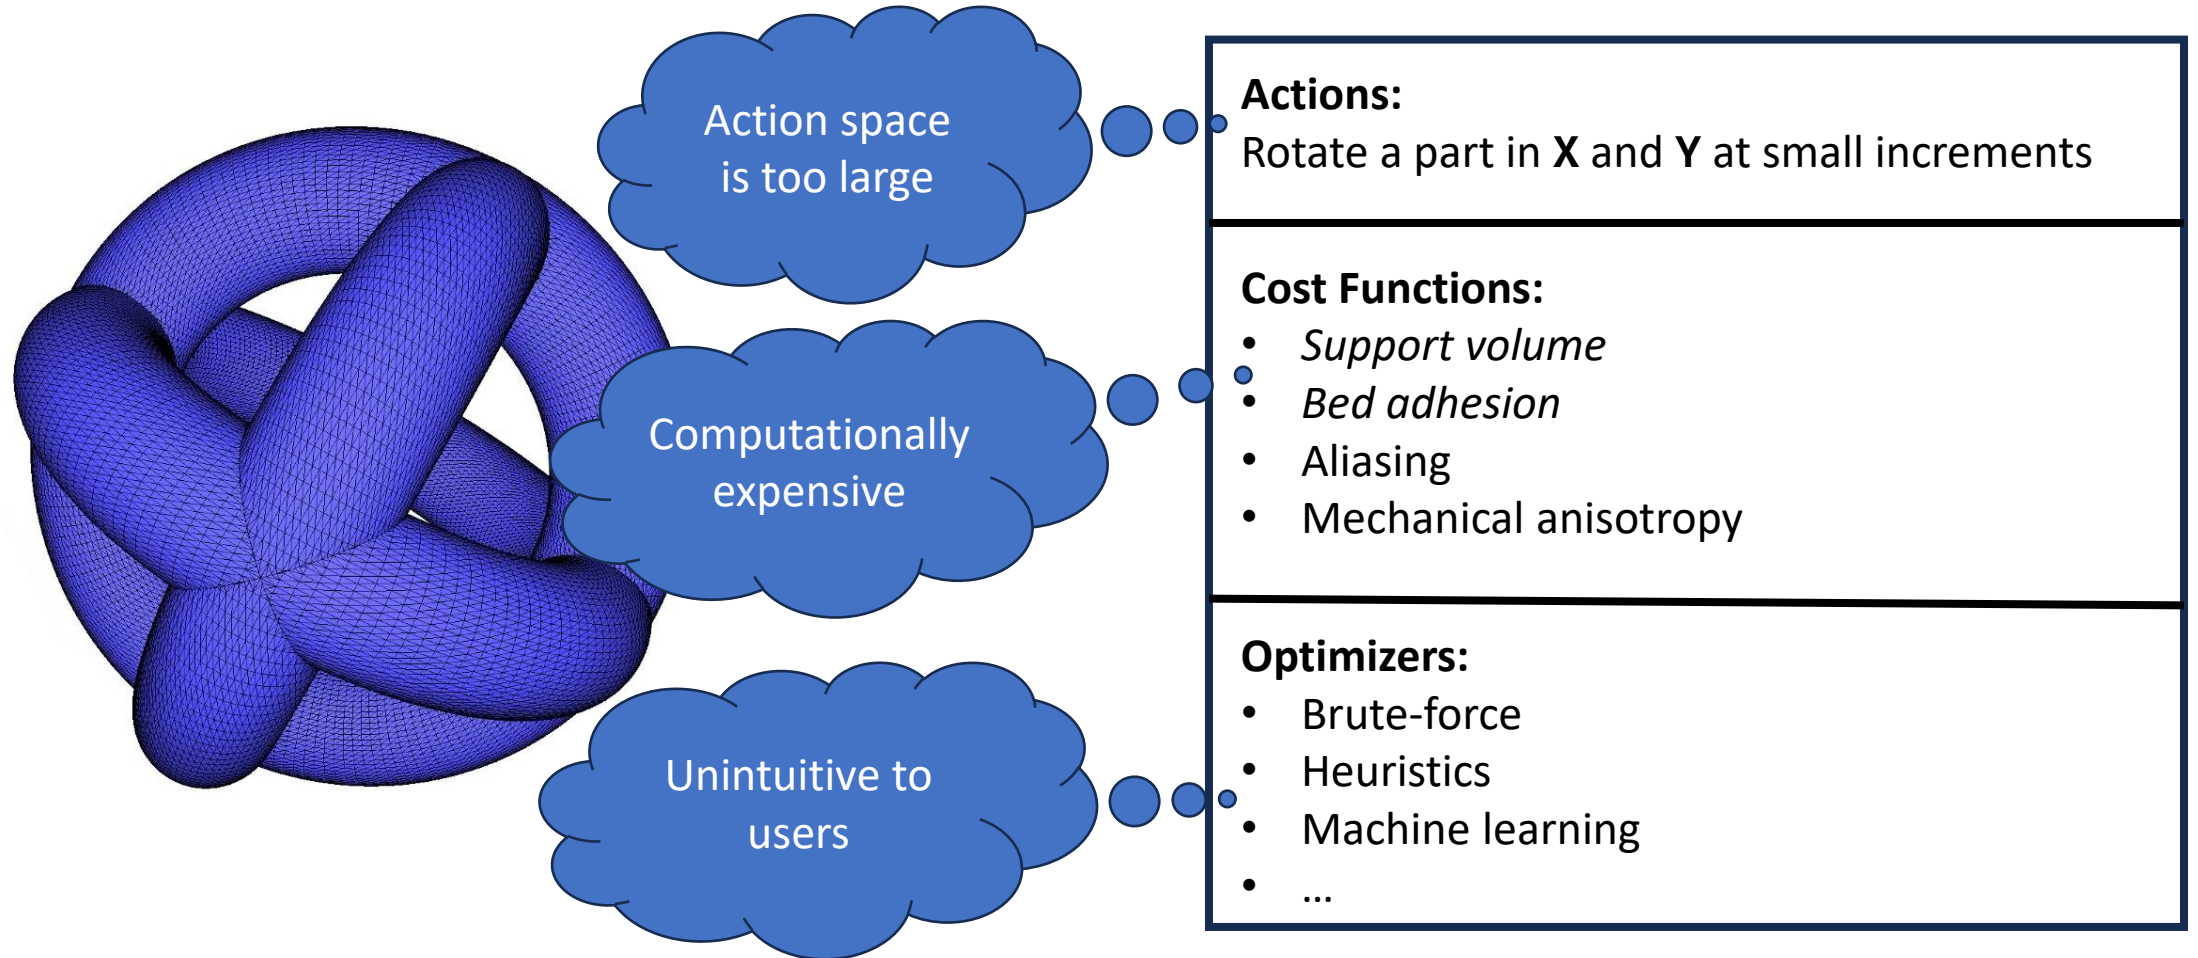 Action space
is too large
Actions:
Rotate a part in X and Y at small increments
Computationally
expensive
Cost Functions:
• Support volume
• Bed adhesion
• Aliasing
• Mechanical anisotropy
Unintuitive to
users
Optimizers:
• Brute-force
• Heuristics
• Machine learning
• ...